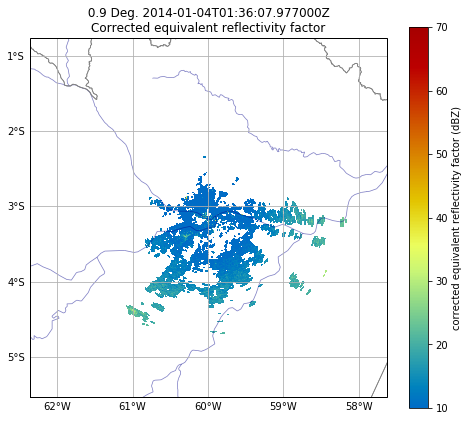 0.9 Deg. 2014-01-04T01:36:07.977000Z
Corrected equivalent reflectivity factor
1°S
2°S
3°S
4°S
5°S
62°W
61°W
60°W
59°W
58°W
70
60
50
40
30
20
10
corrected equivalent reflectivity factor (dBZ)